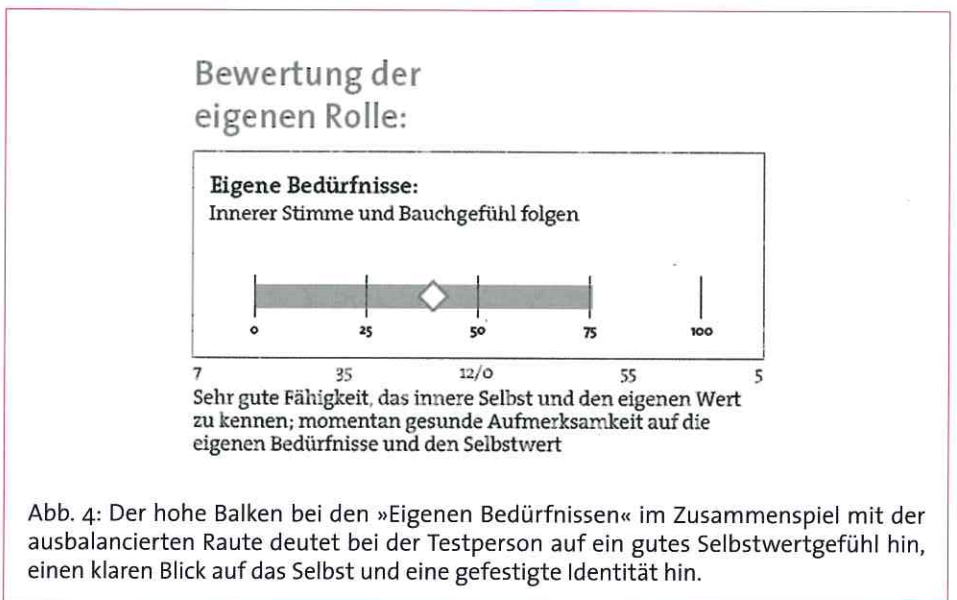 Bewertung der
eigenen Rolle:
Eigene Bedürfnisse:
Innerer Stimme und Bauchgefühl folgen
0 25 50 75 100
7 35 12/0 55 5
Sehr gute Fähigkeit, das innere Selbst und den eigenen Wert
zu kennen; momentan gesunde Aufmerksamkeit auf die
eigenen Bedürfnisse und den Selbstwert
Abb. 4: Der hohe Balken bei den »Eigenen Bedürfnissen« im Zusammenspiel mit der
ausbalancierten Raute deutet bei der Testperson auf ein gutes Selbstwertgefühl hin,
einen klaren Blick auf das Selbst und eine gefestigte Identität hin.